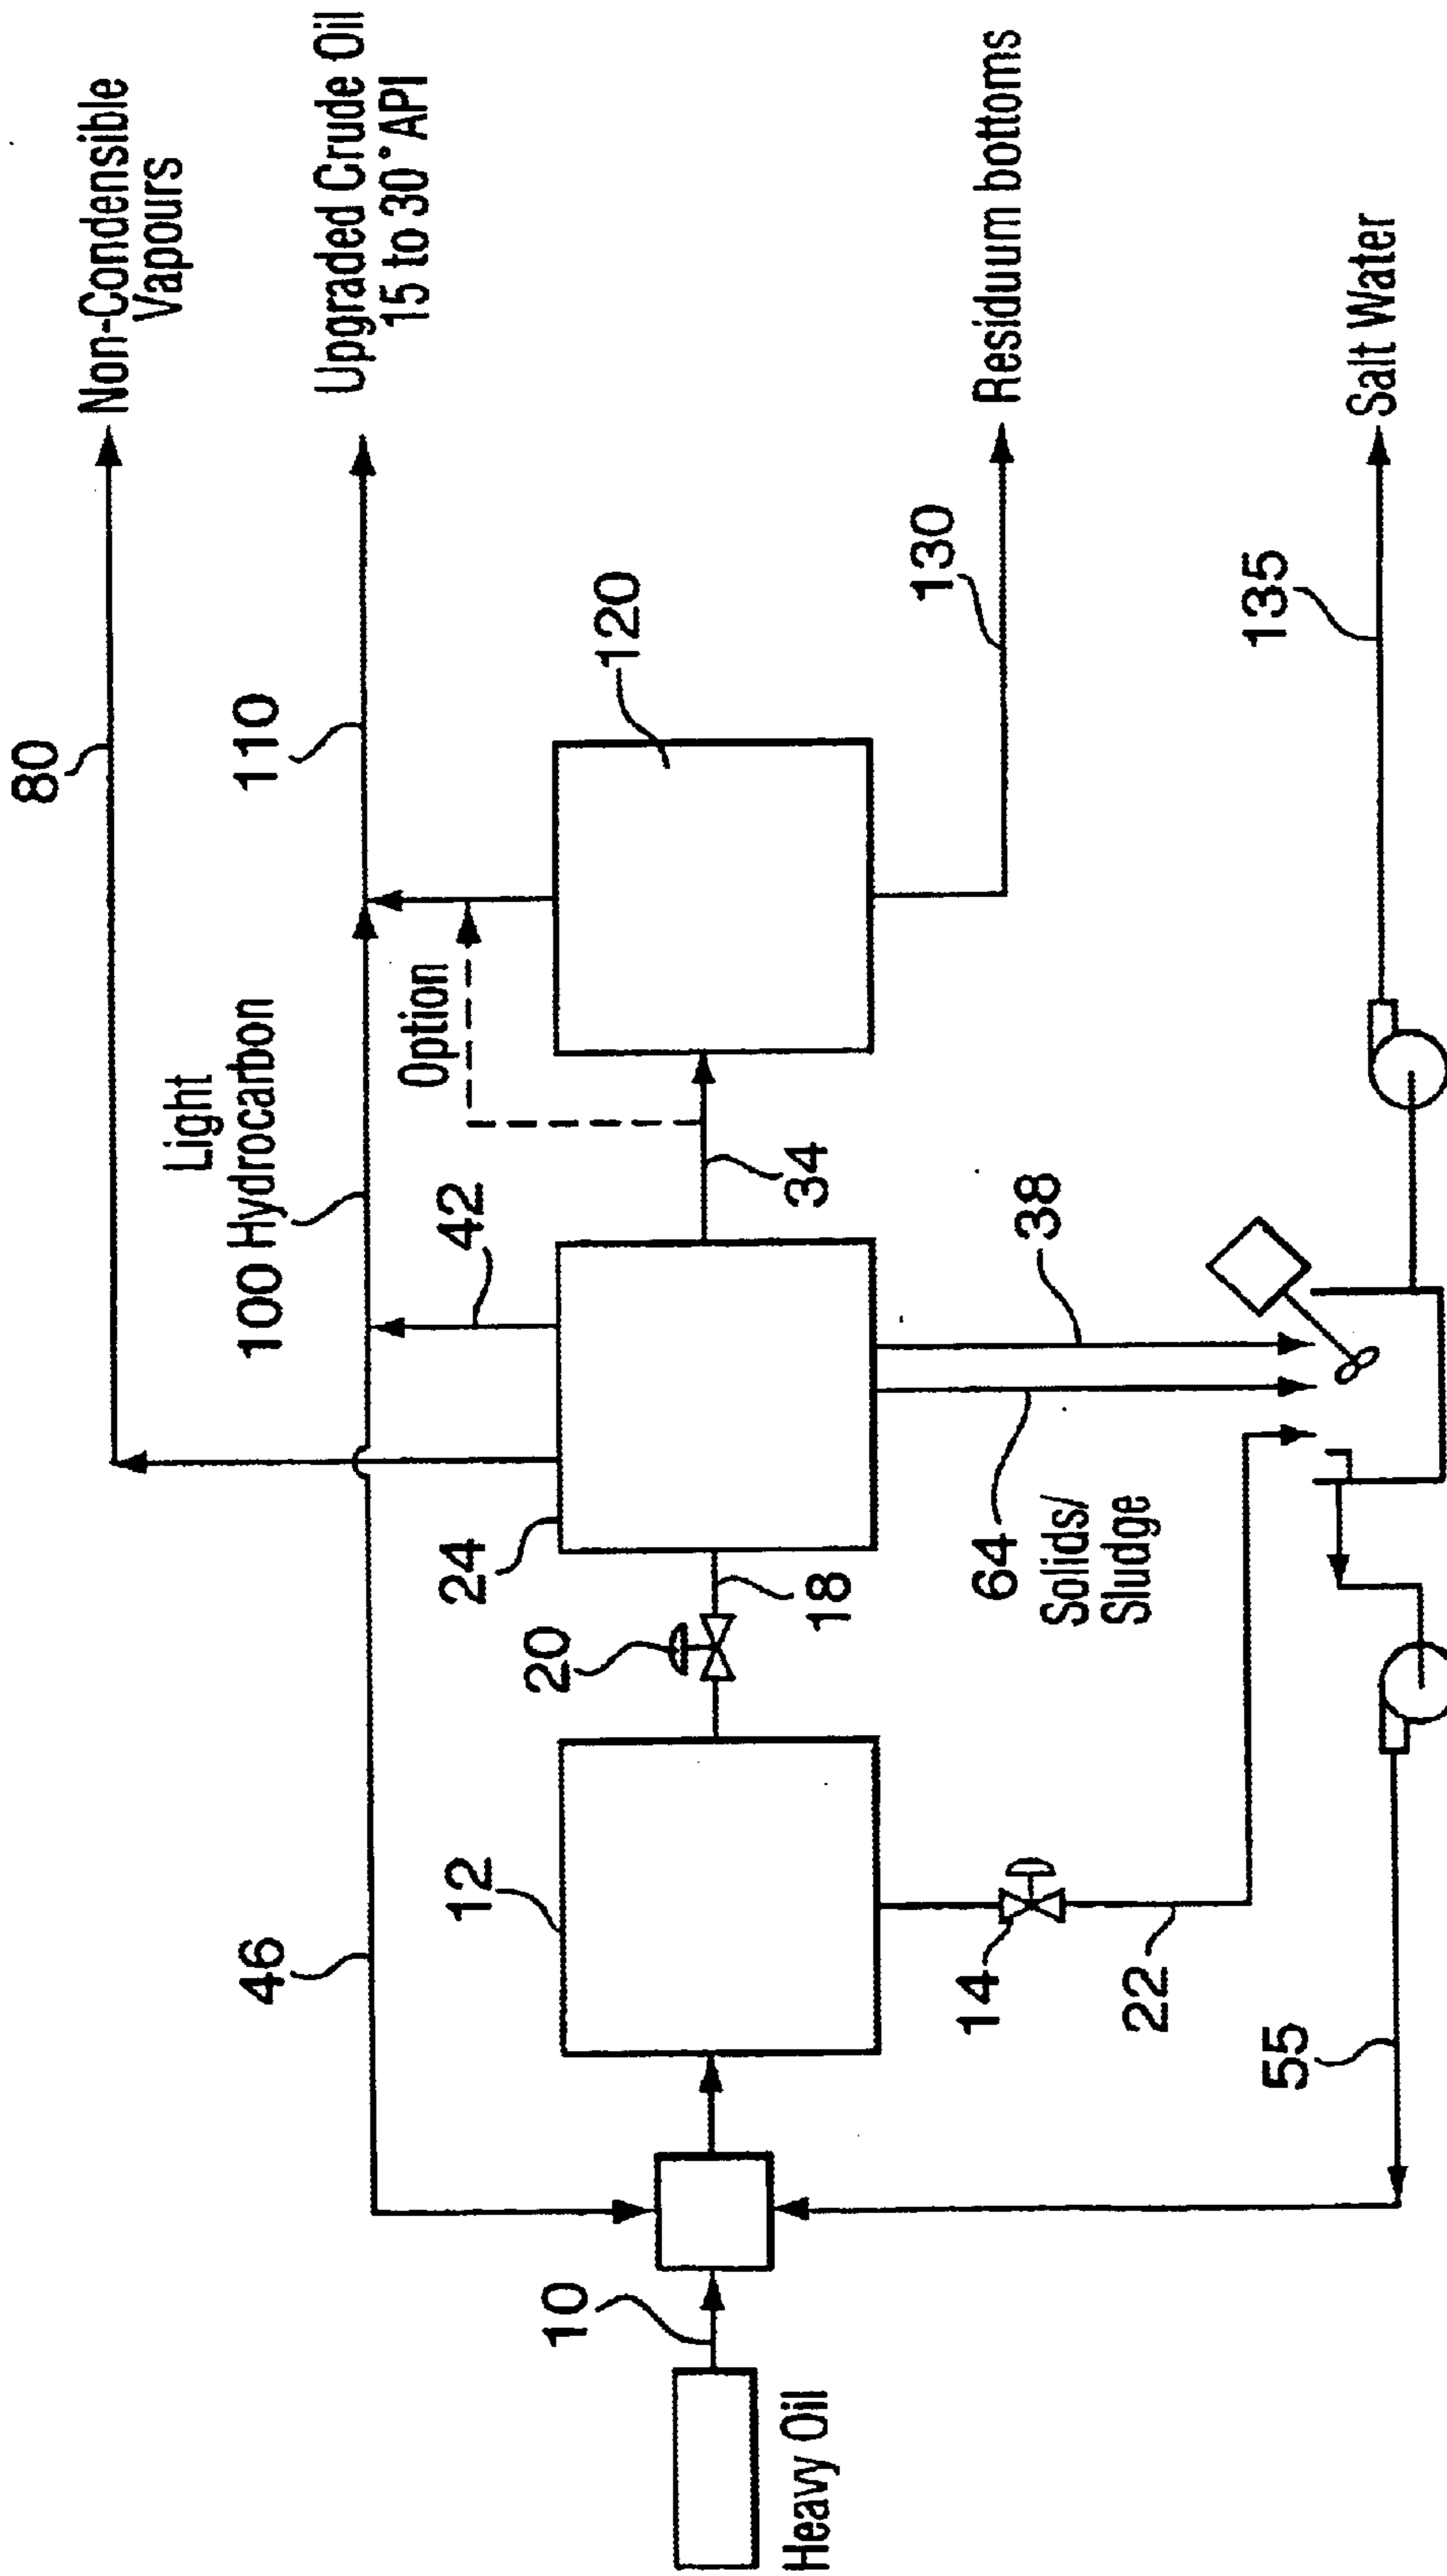 80
Non-Condensible
Vapours
46
Light
100 Hydrocarbon
110
Upgraded Crude Oil
15 to 30°API
42
Option
24
120
12
20
18
34
10
Heavy Oil
14
22
64
Solids/
Sludge
38
130
Residuum bottoms
55
135
Salt Water